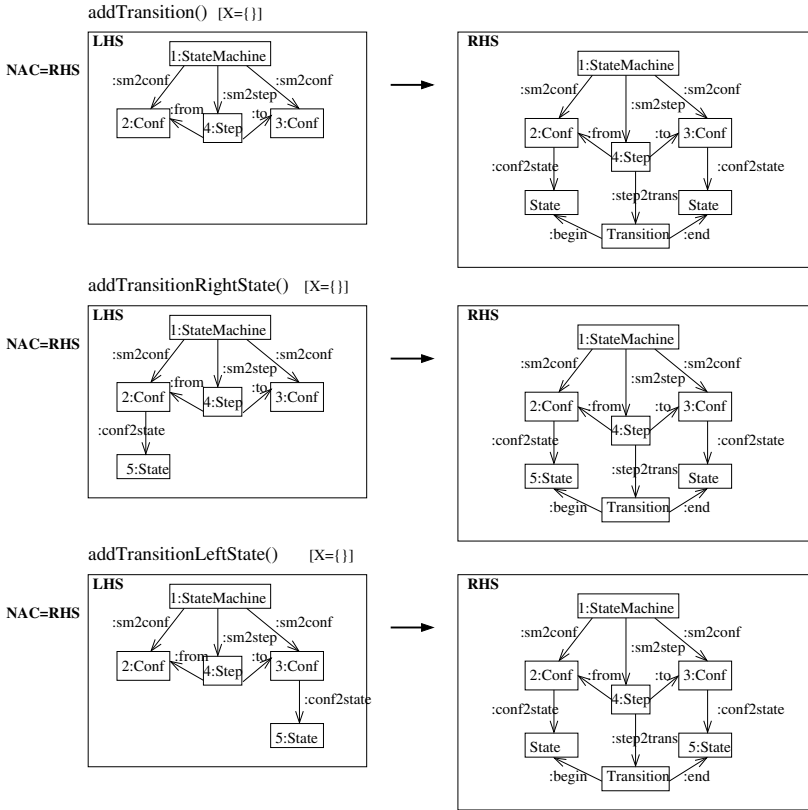 addTransition() [X={}]
NAC=RHS
LHS
1:StateMachine
:sm2conf
:sm2step
:sm2conf
:from
:to
2:Conf
4:Step
3:Conf
RHS
1:StateMachine
:sm2conf
:sm2conf
:sm2step
2:Conf
:from
:to
3:Conf
4:Step
:conf2state
:conf2state
:step2trans
State
State
:begin
Transition
:end
addTransitionRightState() [X={}]
NAC=RHS
LHS
1:StateMachine
:sm2conf
:sm2conf
:sm2step
:from
:to
2:Conf
4:Step
3:Conf
:conf2state
5:State
RHS
1:StateMachine
:sm2conf
:sm2conf
:sm2step
2:Conf
:from
:to
3:Conf
4:Step
:conf2state
:conf2state
:step2trans
5:State
State
:begin
Transition
:end
addTransitionLeftState() [X={}]
NAC=RHS
LHS
1:StateMachine
:sm2conf
:sm2conf
:sm2step
:from
:to
2:Conf
4:Step
3:Conf
:conf2state
5:State
RHS
1:StateMachine
:sm2conf
:sm2conf
:sm2step
2:Conf
:from
:to
3:Conf
4:Step
:conf2state
:conf2state
:step2trans
State
5:State
:begin
Transition
:end